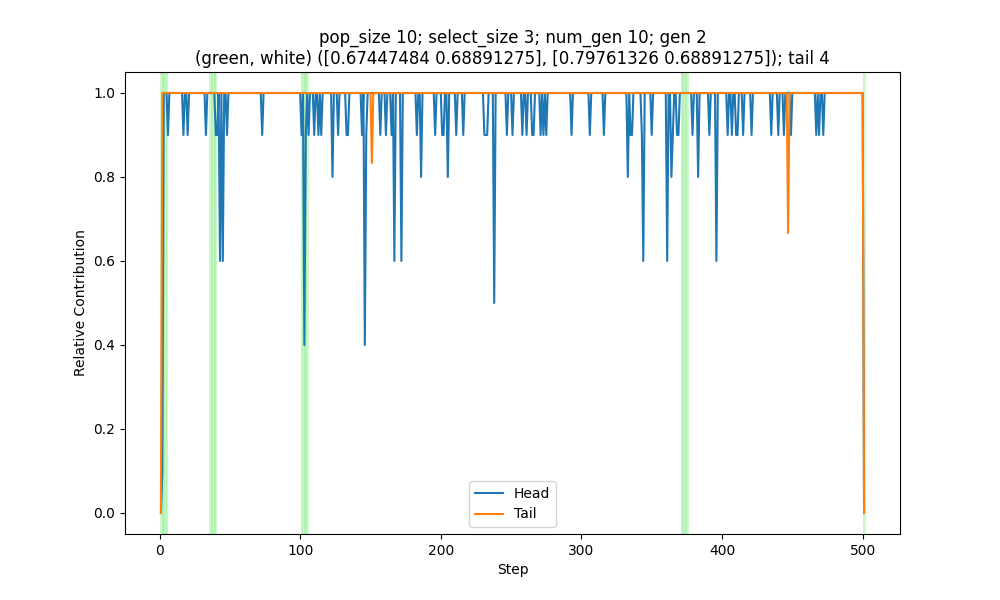 pop_size 10; select_size 3; num_gen 10; gen 2
(green, white) ([0.67447484 0.68891275], [0.79761326 0.68891275]); tail 4
1.0
0.8
0.6
0.4
0.2
0.0
Relative Contribution
Head
Tail
0
100
200
300
400
500
Step